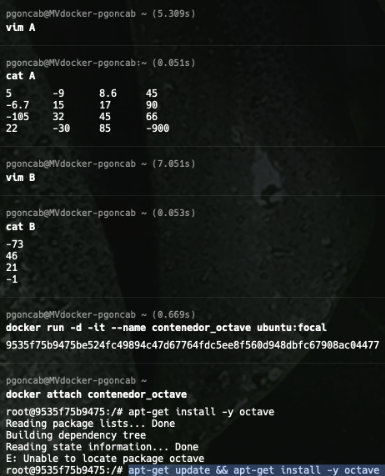 pgoncab@MVdocker-pgoncab ~ (5.309s)
vim A
pgoncab@MVdocker-pgoncab:~ (0.051s)
cat A
5 -9 8.6 45
-6.7 15 17 90
-105 32 45 66
22 -30 85 -900
pgoncab@MVdocker-pgoncab ~ (7.051s)
vim B
pgoncab@MVdocker-pgoncab ~ (0.053s)
cat B
-73
46
21
-1
pgoncab@MVdocker-pgoncab ~ (0.669s)
docker run -d -it --name contenedor_octave ubuntu:focal
9535f75b9475be524fc49894c47d67764fdc5ee8f560d948dbfc67908ac04477
pgoncab@MVdocker-pgoncab ~
docker attach contenedor_octave
root@9535f75b9475:/# apt-get install -y octave
Reading package lists... Done
Building dependency tree
Reading state information... Done
E: Unable to locate package octave
root@9535f75b9475:/# apt-get update && apt-get install -y octave